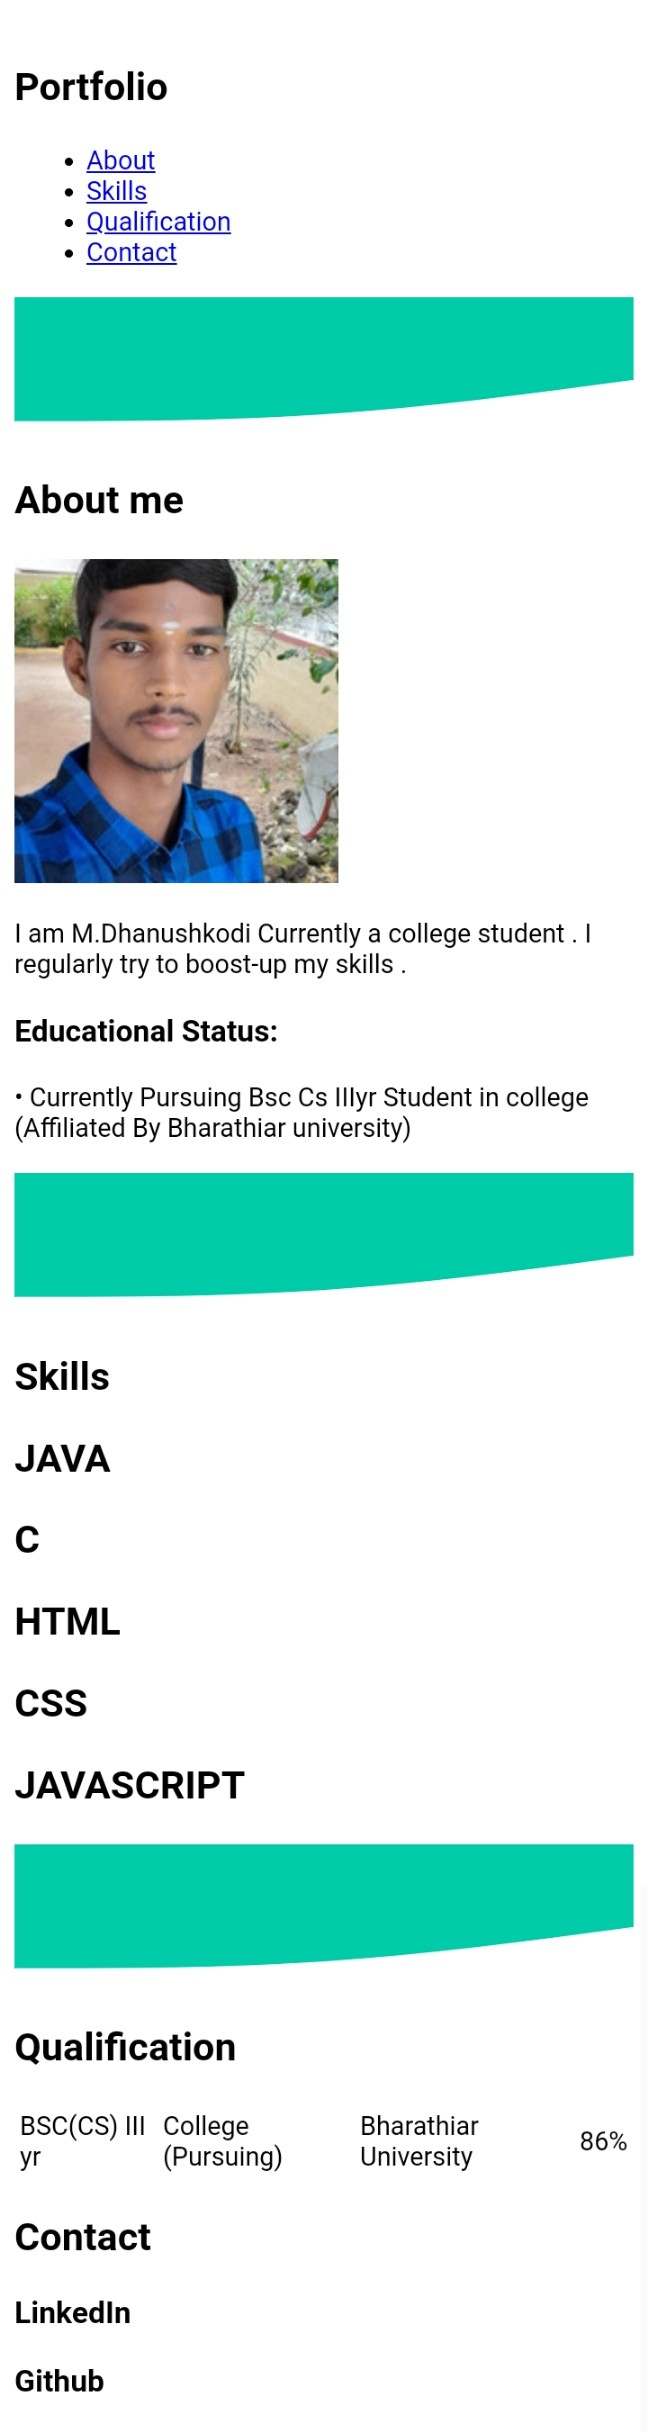 Portfolio
• About
• Skills
• Qualification
• Contact
About me
I am M.Dhanushkodi Currently a college student . I
regularly try to boost-up my skills .
Educational Status:
• Currently Pursuing Bsc Cs IIIyr Student in college
(Affiliated By Bharathiar university)
Skills
JAVA
C
HTML
CSS
JAVASCRIPT
Qualification
BSC(CS) III College Bharathiar 86%
yr (Pursuing) University
Contact
LinkedIn
Github